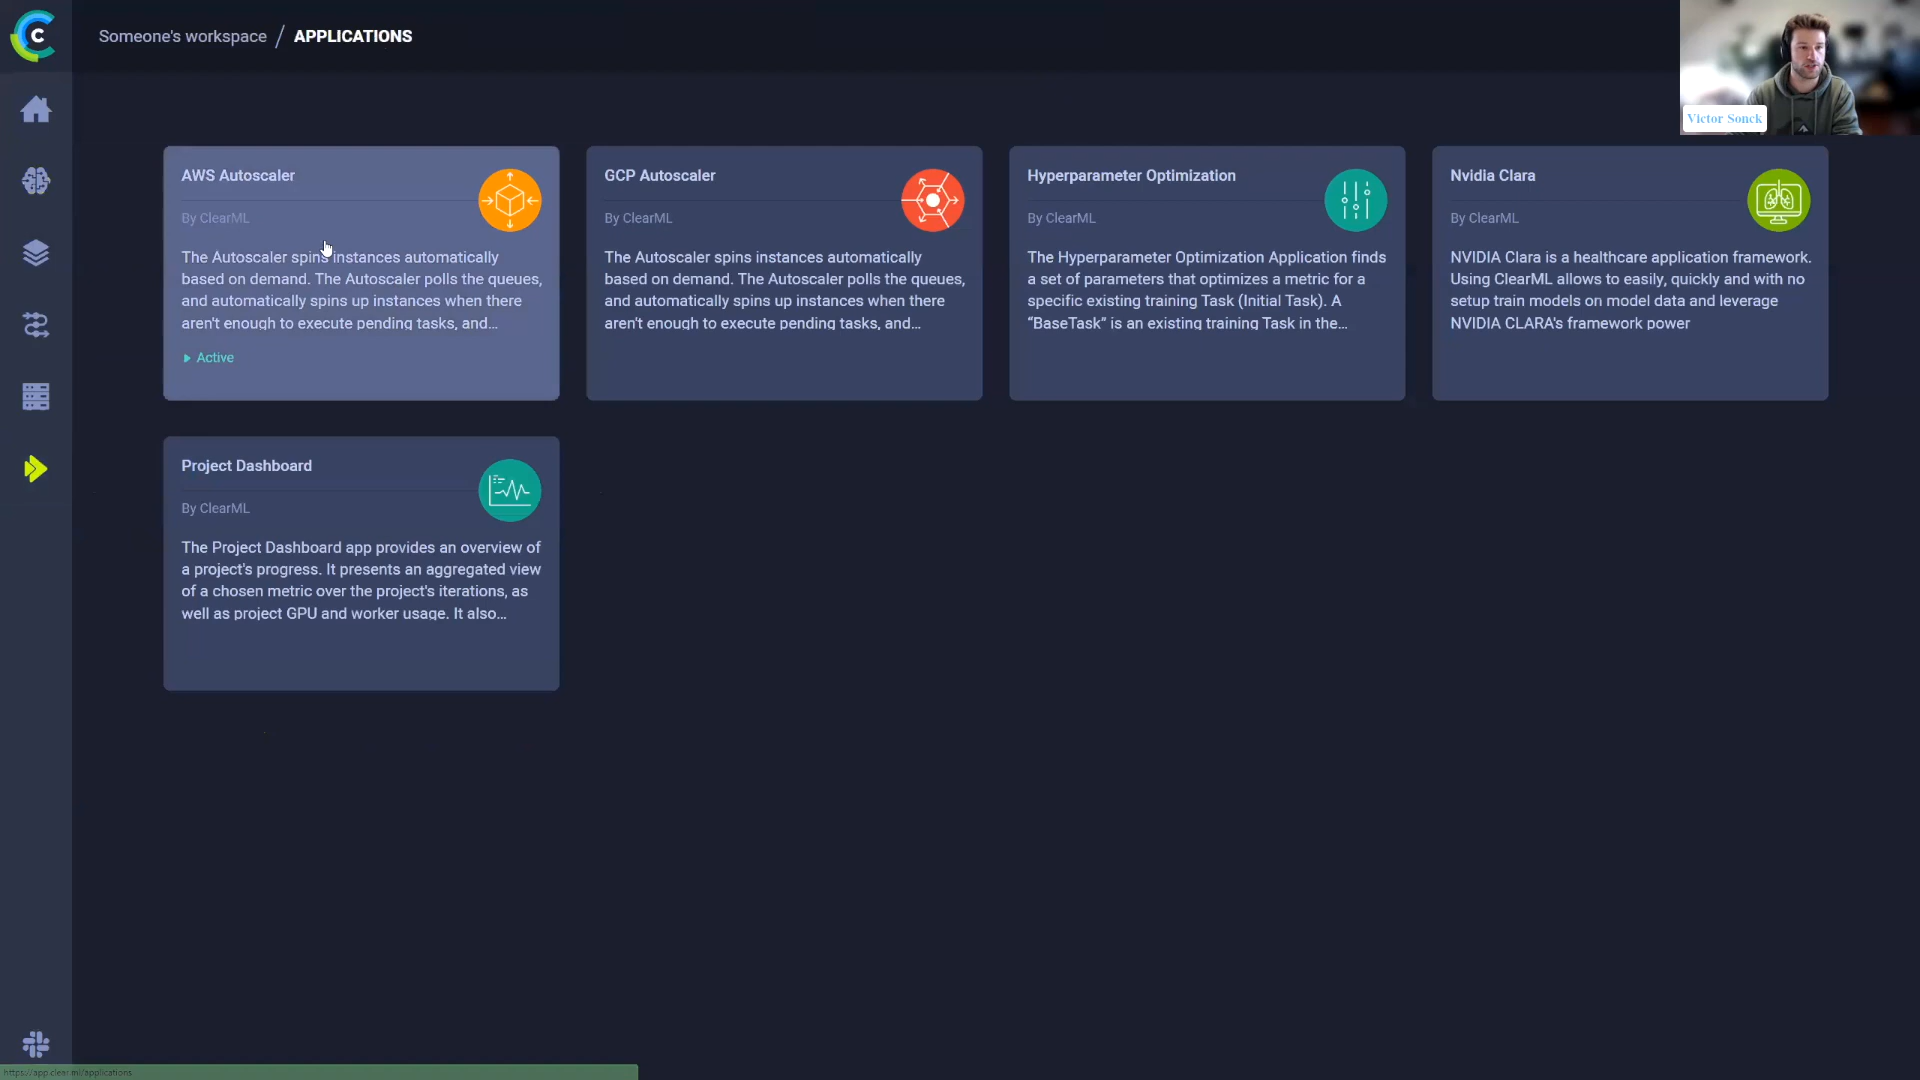 Someone's workspace / APPLICATIONS
Victor Sonck
AWS Autoscaler
By ClearML
The Autoscaler spins instances automatically
based on demand. The Autoscaler polls the queues,
and automatically spins up instances when there
aren't enough to execute pending tasks, and...
Active
GCP Autoscaler
By ClearML
The Autoscaler spins instances automatically
based on demand. The Autoscaler polls the queues,
and automatically spins up instances when there
aren't enough to execute pending tasks, and...
Hyperparameter Optimization
By ClearML
The Hyperparameter Optimization Application finds
a set of parameters that optimizes a metric for a
specific existing training Task (Initial Task). A
“BaseTask” is an existing training Task in the...
Nvidia Clara
By ClearML
NVIDIA Clara is a healthcare application framework.
Using ClearML allows to easily, quickly and with no
setup train models on model data and leverage
NVIDIA CLARA's framework power
Project Dashboard
By ClearML
The Project Dashboard app provides an overview of
a project's progress. It presents an aggregated view
of a chosen metric over the project's iterations, as
well as project GPU and worker usage. It also...
https://app.clear.ml/applications